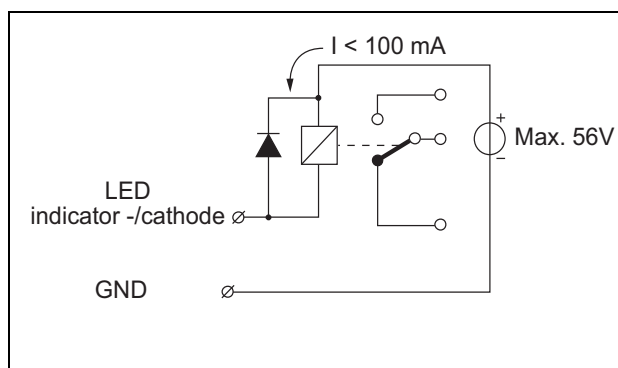 I < 100 mA
+
Max. 56V
−
LED
indicator -/cathode
GND